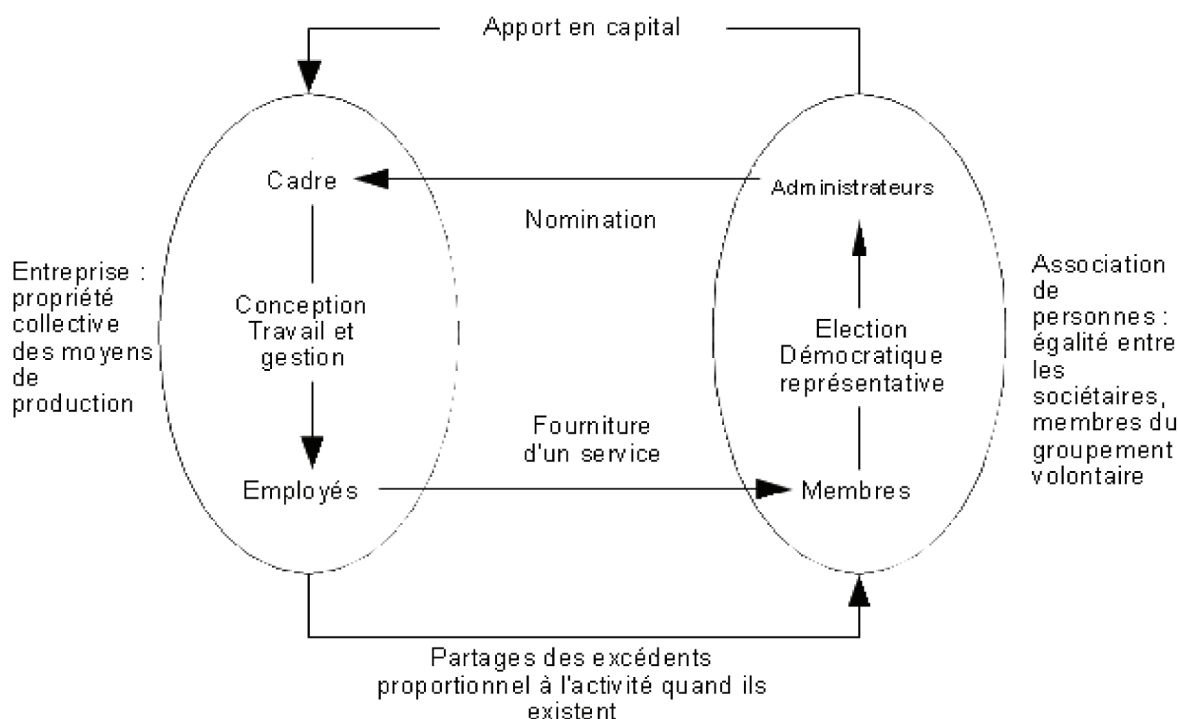 Apport en capital
Cadre
Administrateurs
Nomination
Entreprise :
propriété
collective
des moyens
de
production
Conception
Travail et
gestion
Election
Démocratique
représentative
Association
de
personnes :
égalité entre
les
sociétaires,
membres du
groupement
volontaire
Fourniture
d'un service
Employés
Membres
Partages des excédents
proportionnel à l'activité quand ils
existent